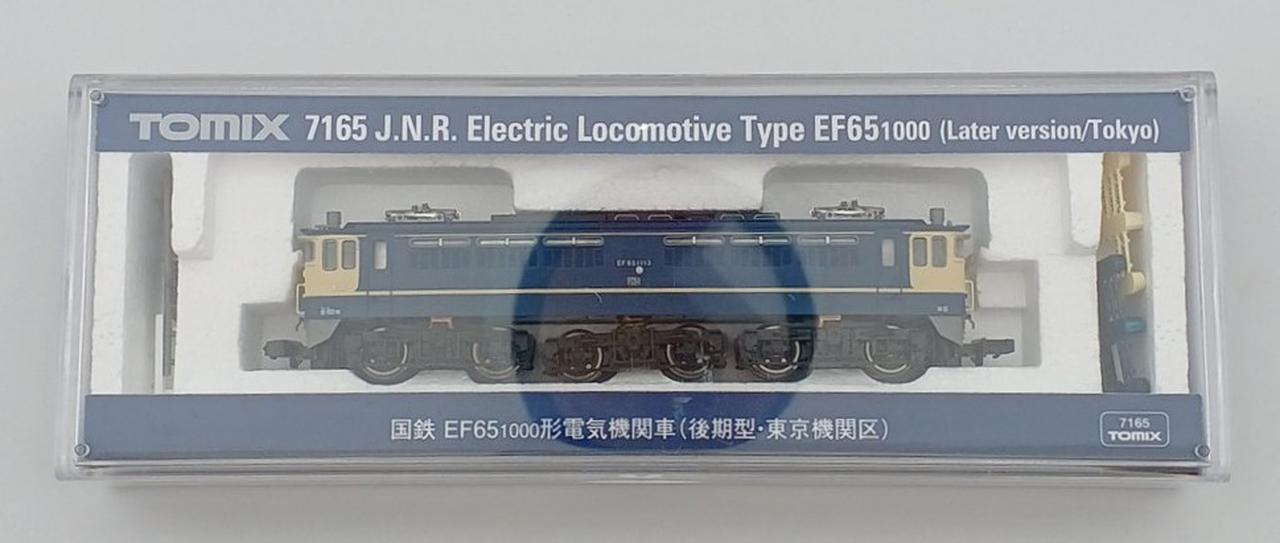 TOMIX 7165 J.N.R. Electric Locomotive Type EF651000 (Later version/Tokyo)
EF651113
国鉄 EF651000形電気機関車(後期型・東京機関区)
7165
TOMIX